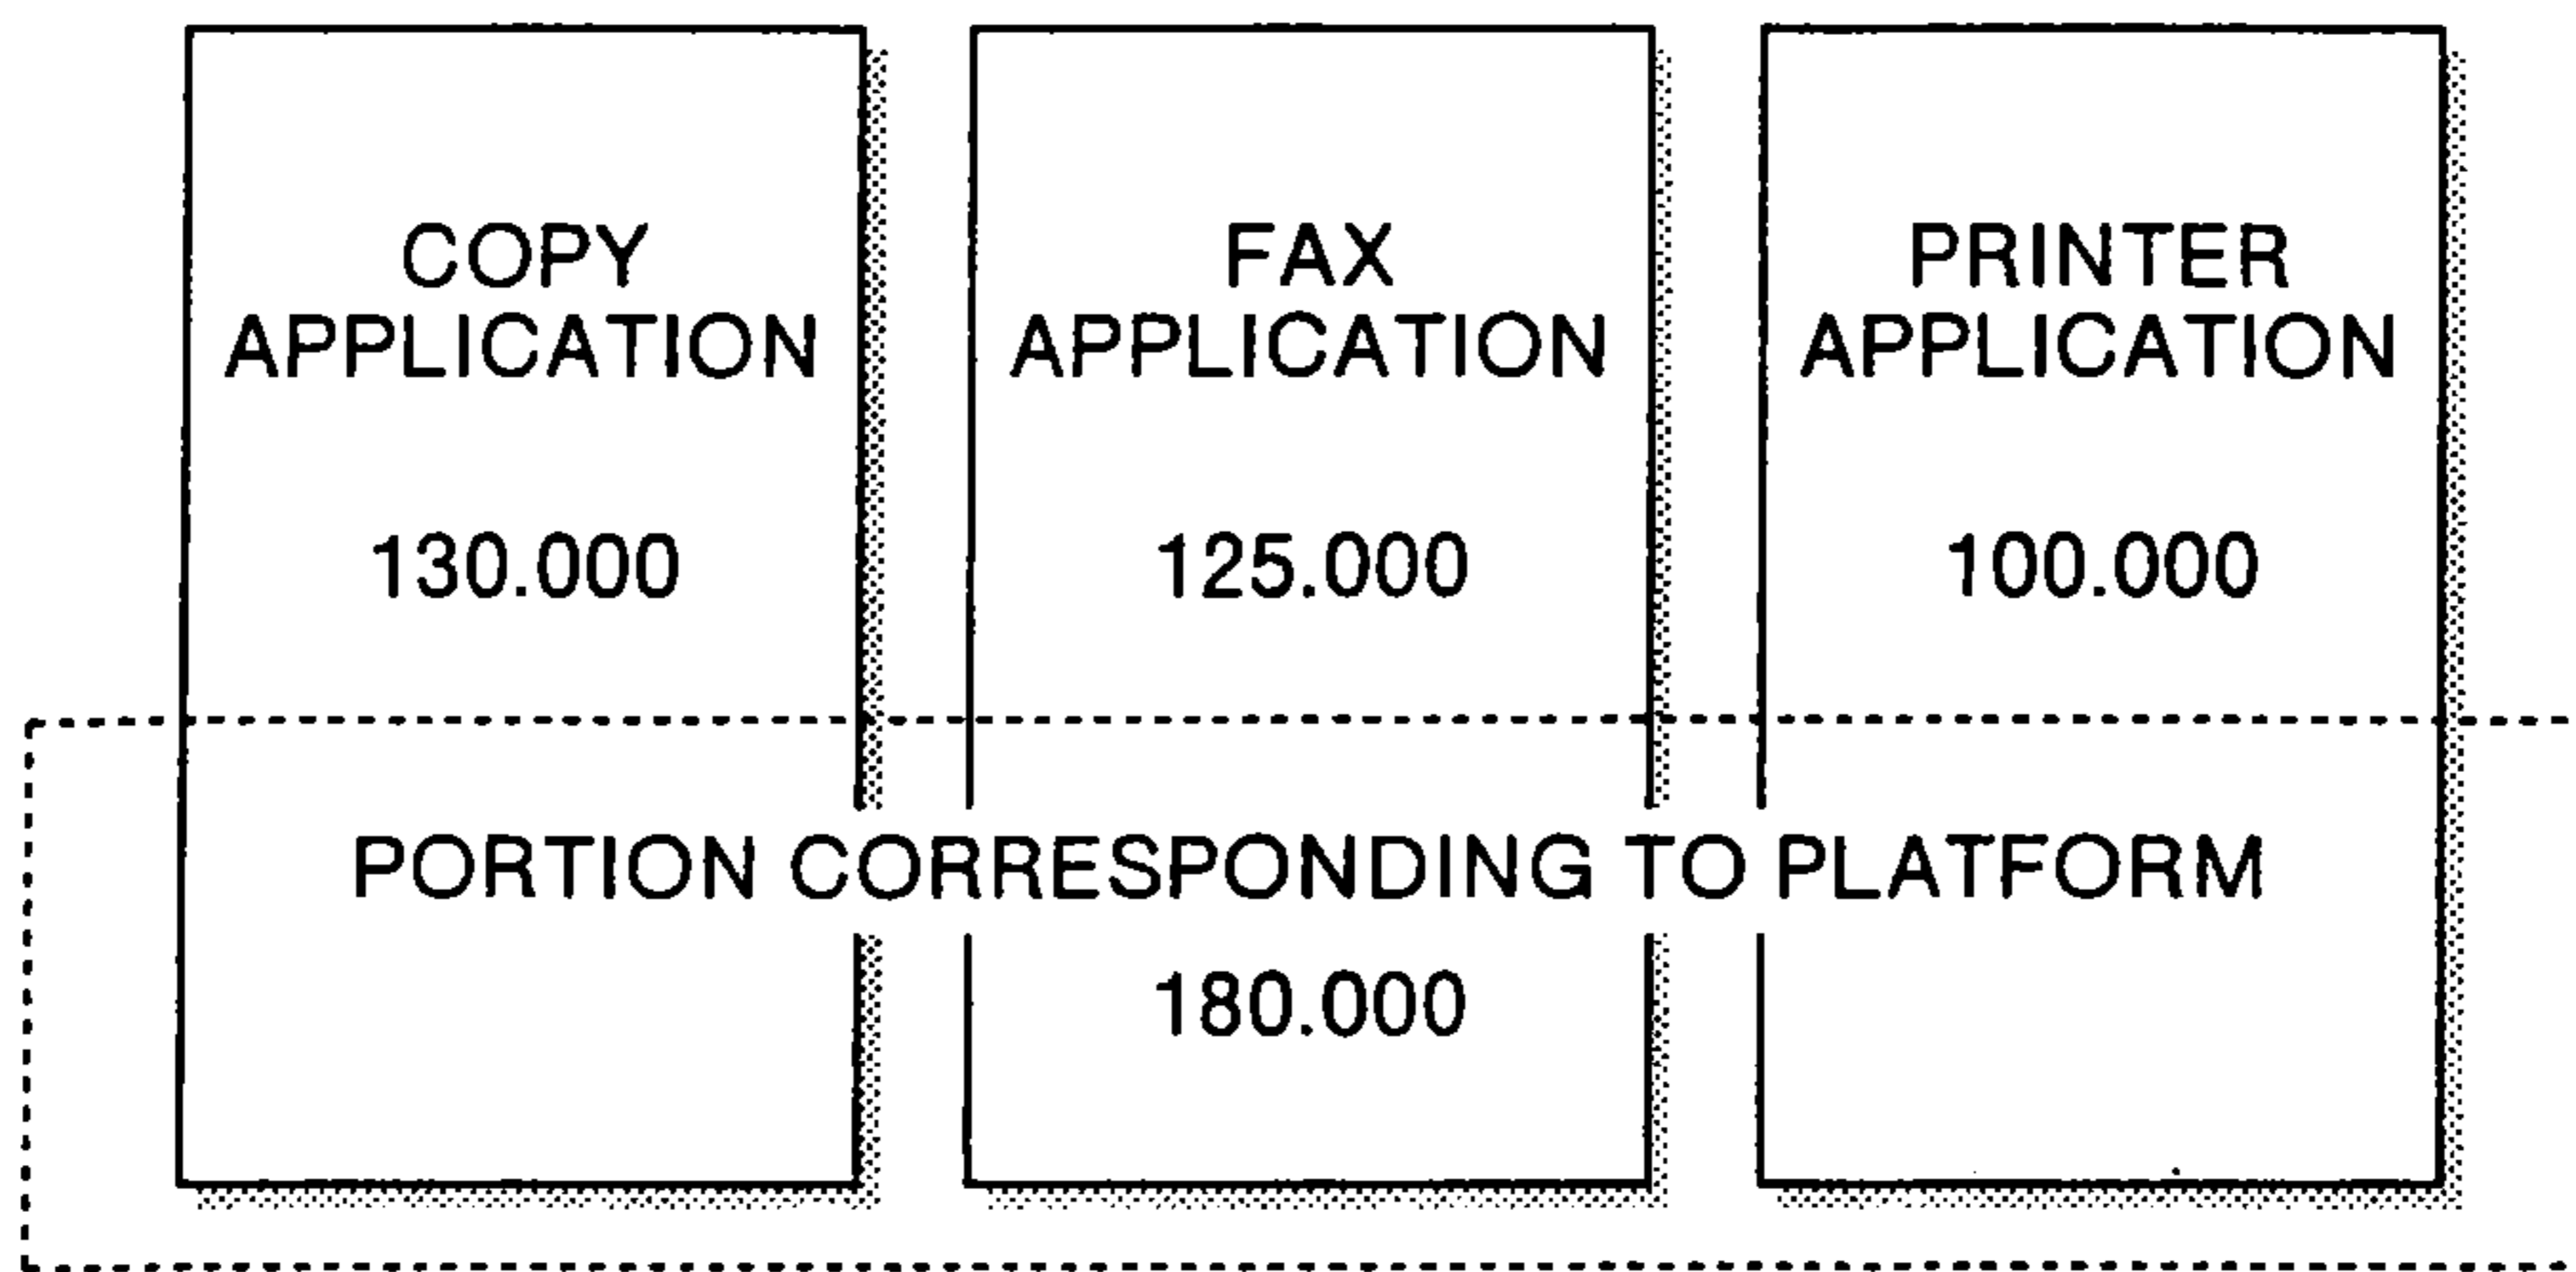 COPY
APPLICATION
130.000
FAX
APPLICATION
125.000
PRINTER
APPLICATION
100.000
PORTION CORRESPONDING TO PLATFORM
180.000